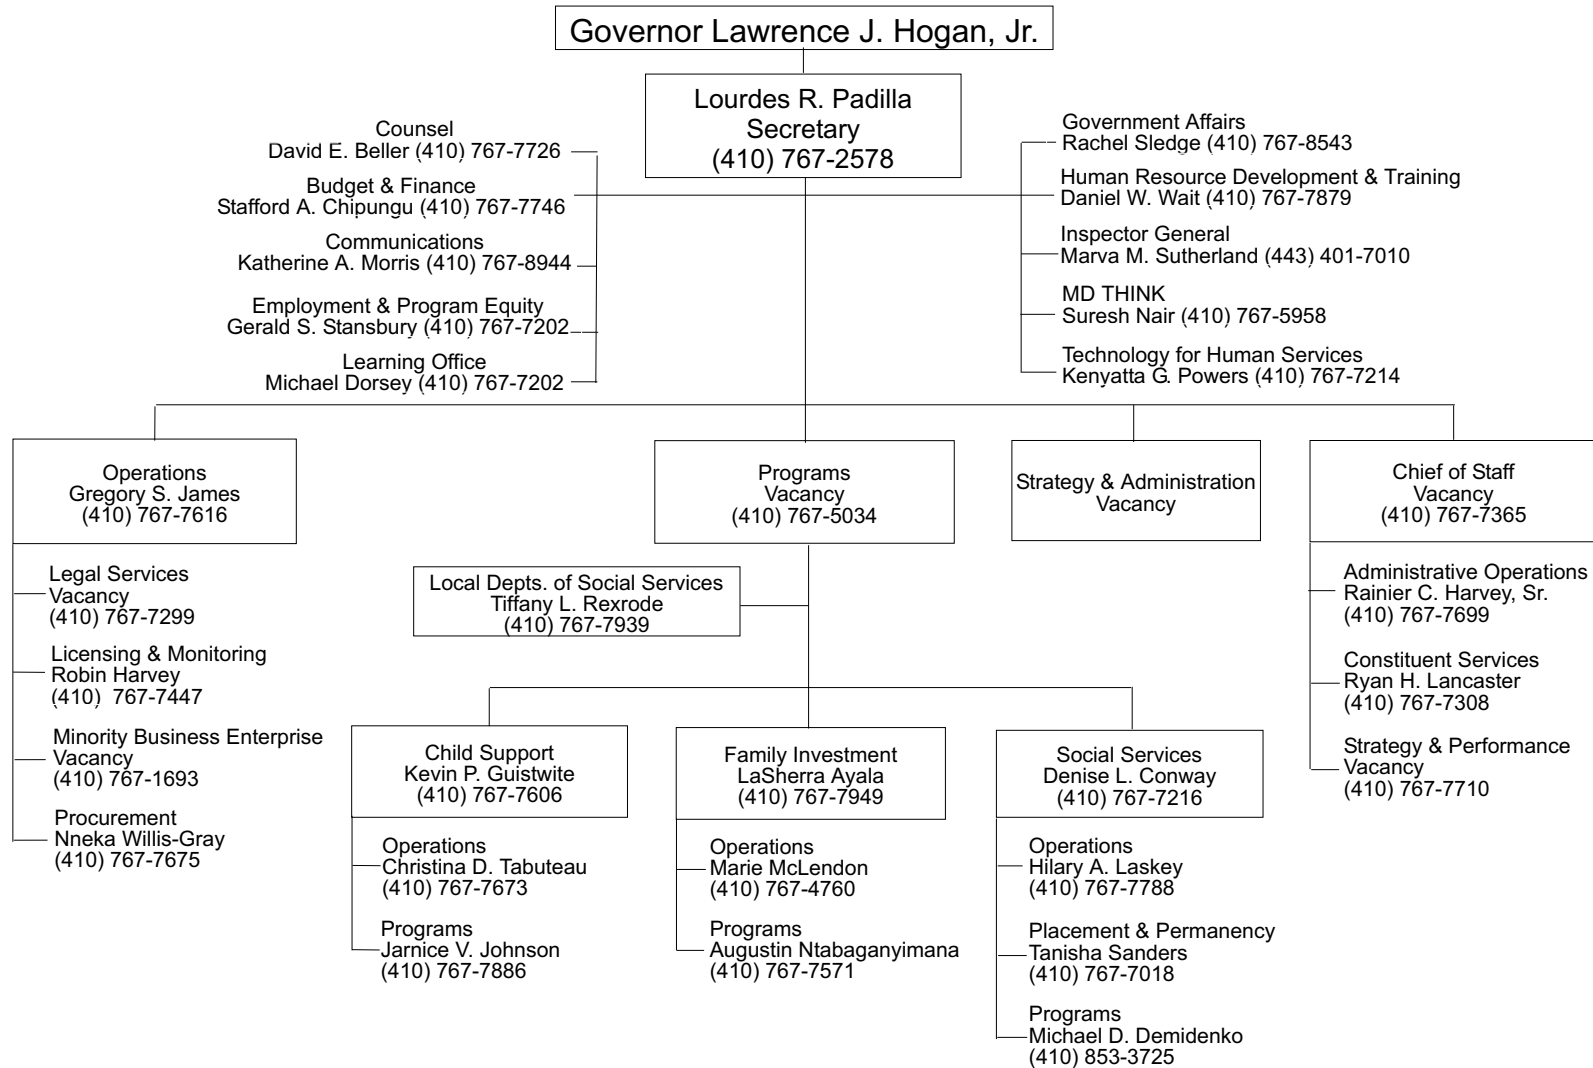 Governor Lawrence J. Hogan, Jr.
Lourdes R. Padilla
Secretary
(410) 767-2578
Counsel
David E. Beller (410) 767-7726
Budget & Finance
Stafford A. Chipungu (410) 767-7746
Communications
Katherine A. Morris (410) 767-8944
Employment & Program Equity
Gerald S. Stansbury (410) 767-7202
Learning Office
Michael Dorsey (410) 767-7202
Government Affairs
Rachel Sledge (410) 767-8543
Human Resource Development & Training
Daniel W. Wait (410) 767-7879
Inspector General
Marva M. Sutherland (443) 401-7010
MD THINK
Suresh Nair (410) 767-5958
Technology for Human Services
Kenyatta G. Powers (410) 767-7214
Operations
Gregory S. James
(410) 767-7616
Legal Services
Vacancy
(410) 767-7299
Licensing & Monitoring
Robin Harvey
(410) 767-7447
Minority Business Enterprise
Vacancy
(410) 767-1693
Procurement
Nneka Willis-Gray
(410) 767-7675
Programs
Vacancy
(410) 767-5034
Local Depts. of Social Services
Tiffany L. Rexrode
(410) 767-7939
Child Support
Kevin P. Guistwite
(410) 767-7606
Operations
Christina D. Tabuteau
(410) 767-7673
Programs
Jarnice V. Johnson
(410) 767-7886
Family Investment
LaSherra Ayala
(410) 767-7949
Operations
Marie McLendon
(410) 767-4760
Programs
Augustin Ntabaganyimana
(410) 767-7571
Social Services
Denise L. Conway
(410) 767-7216
Operations
Hilary A. Laskey
(410) 767-7788
Placement & Permanency
Tanisha Sanders
(410) 767-7018
Programs
Michael D. Demidenko
(410) 853-3725
Strategy & Administration
Vacancy
Chief of Staff
Vacancy
(410) 767-7365
Administrative Operations
Rainier C. Harvey, Sr.
(410) 767-7699
Constituent Services
Ryan H. Lancaster
(410) 767-7308
Strategy & Performance
Vacancy
(410) 767-7710